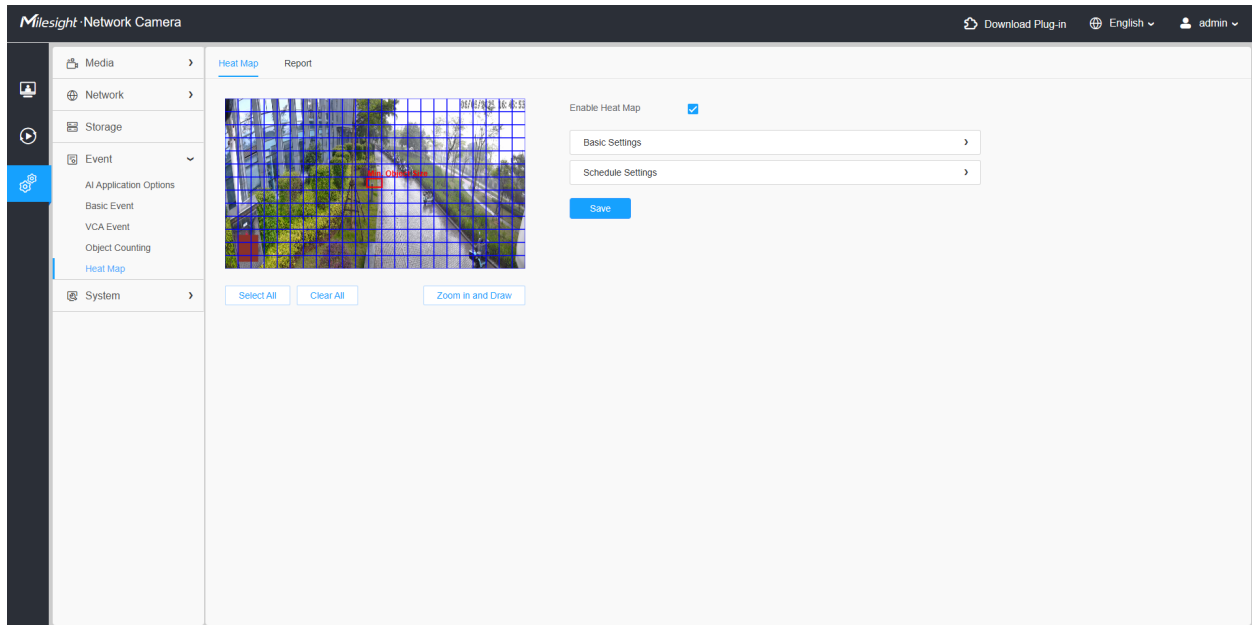 Milesight · Network Camera
Download Plug-in
English
admin
Media
Network
Storage
Event
AI Application Options
Basic Event
VCA Event
Object Counting
Heat Map
System
Heat Map Report
Enable Heat Map
Basic Settings
Schedule Settings
Save
Select All Clear All Zoom in and Draw